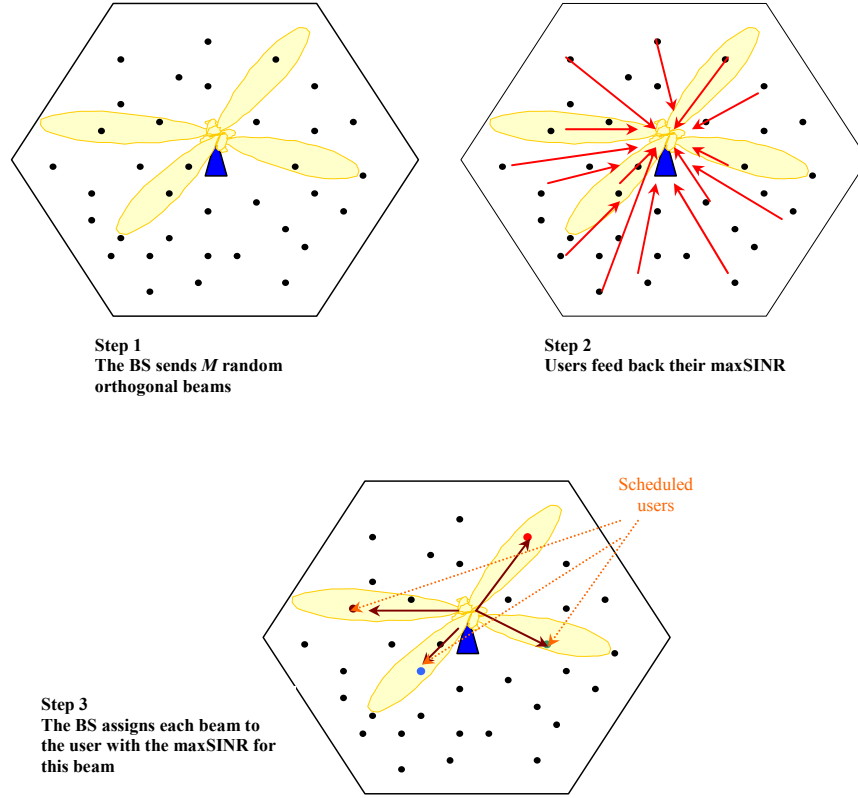 Step 1
The BS sends M random
orthogonal beams
Step 2
Users feed back their maxSINR
Scheduled
users
Step 3
The BS assigns each beam to
the user with the maxSINR for
this beam